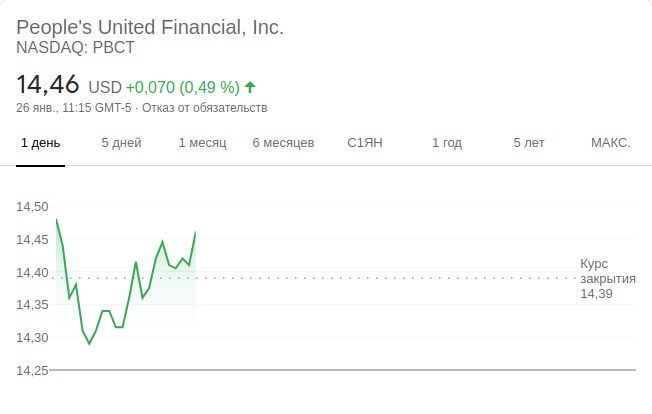 People's United Financial, Inc.
NASDAQ: PBCT
14,46 USD +0,070 (0,49 %)
26 янв., 11:15 GMT-5 · Отказ от обязательств
1 день 5 дней 1 месяц 6 месяцев С1ЯН 1 год 5 лет МАКС.
14,50
14,45
14,40
14,35
14,30
14,25
Курс
закрытия
14,39